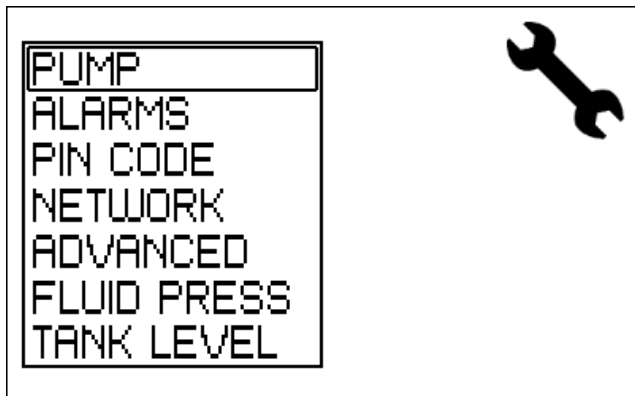 PUMP
ALARMS
PIN CODE
NETWORK
ADVANCED
FLUID PRESS
TANK LEVEL